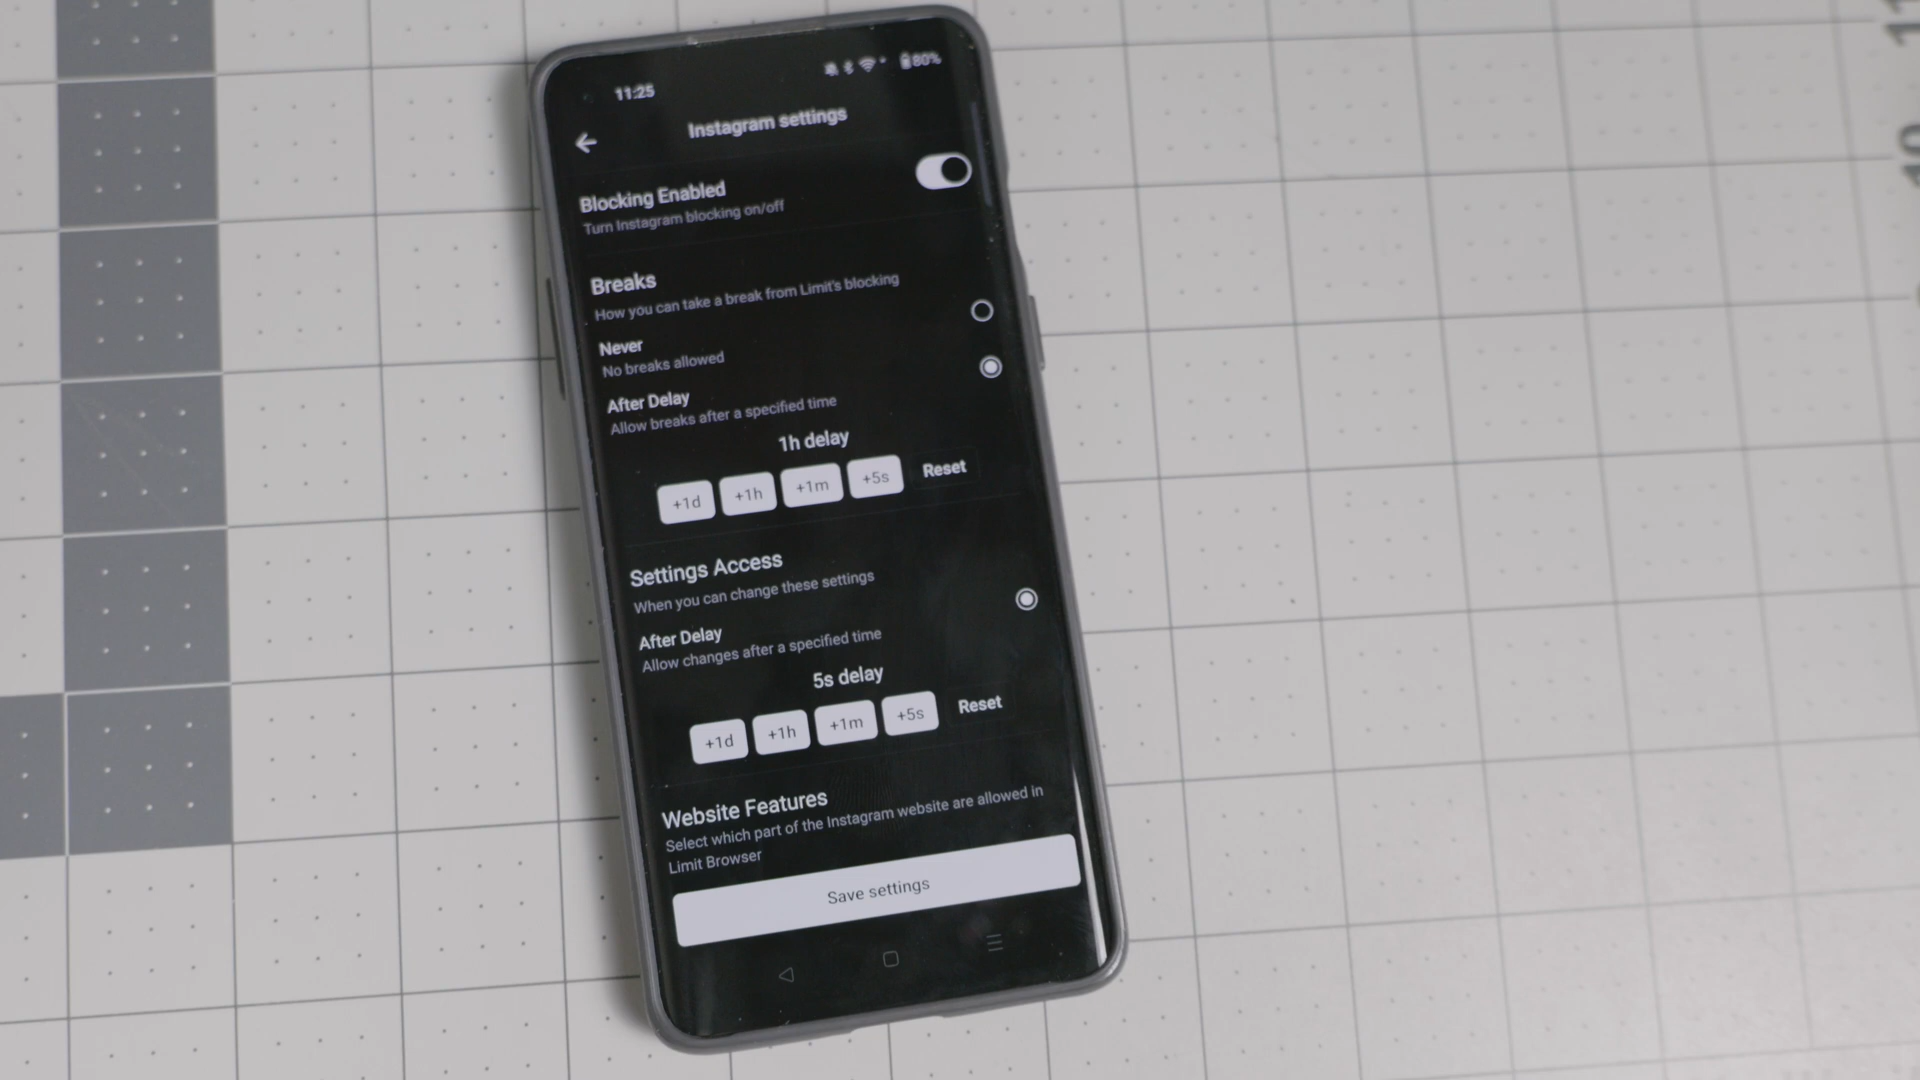 11:25
80%
Instagram settings
Blocking Enabled
Turn Instagram blocking on/off
Breaks
How you can take a break from Limit's blocking
Never
No breaks allowed
After Delay
Allow breaks after a specified time
1h delay
+1d +1h +1m +5s Reset
Settings Access
When you can change these settings
After Delay
Allow changes after a specified time
5s delay
+1d +1h +1m +5s Reset
Website Features
Select which part of the Instagram website are allowed in
Limit Browser
Save settings
11
10